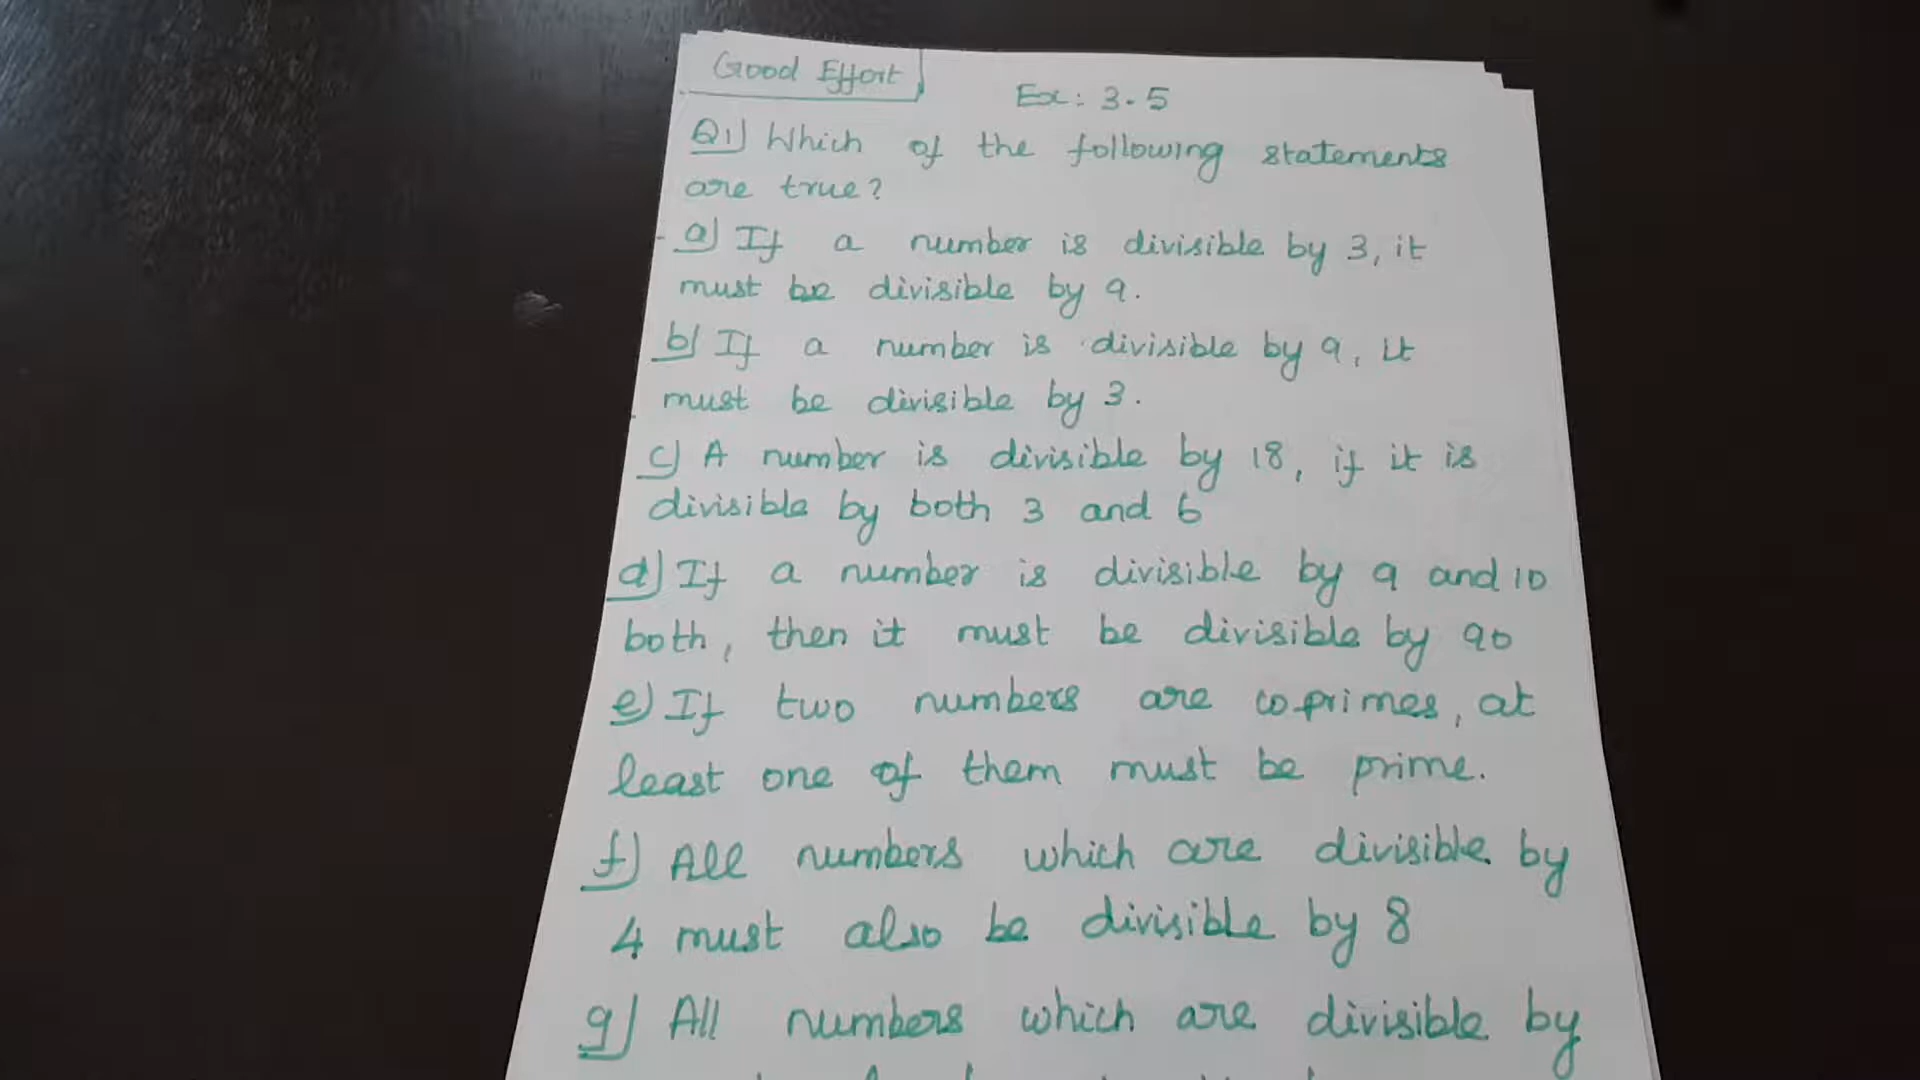 Good Effort
Ex: 3.5
Q1) Which of the following statements
are true?
a) If a number is divisible by 3, it
must be divisible by 9.
b) If a number is divisible by 9, it
must be divisible by 3.
c) A number is divisible by 18, if it is
divisible by both 3 and 6
d) If a number is divisible by 9 and 10
both, then it must be divisible by 90
e) If two numbers are coprimes, at
least one of them must be prime.
f) All numbers which are divisible by
4 must also be divisible by 8
g) All numbers which are divisible by